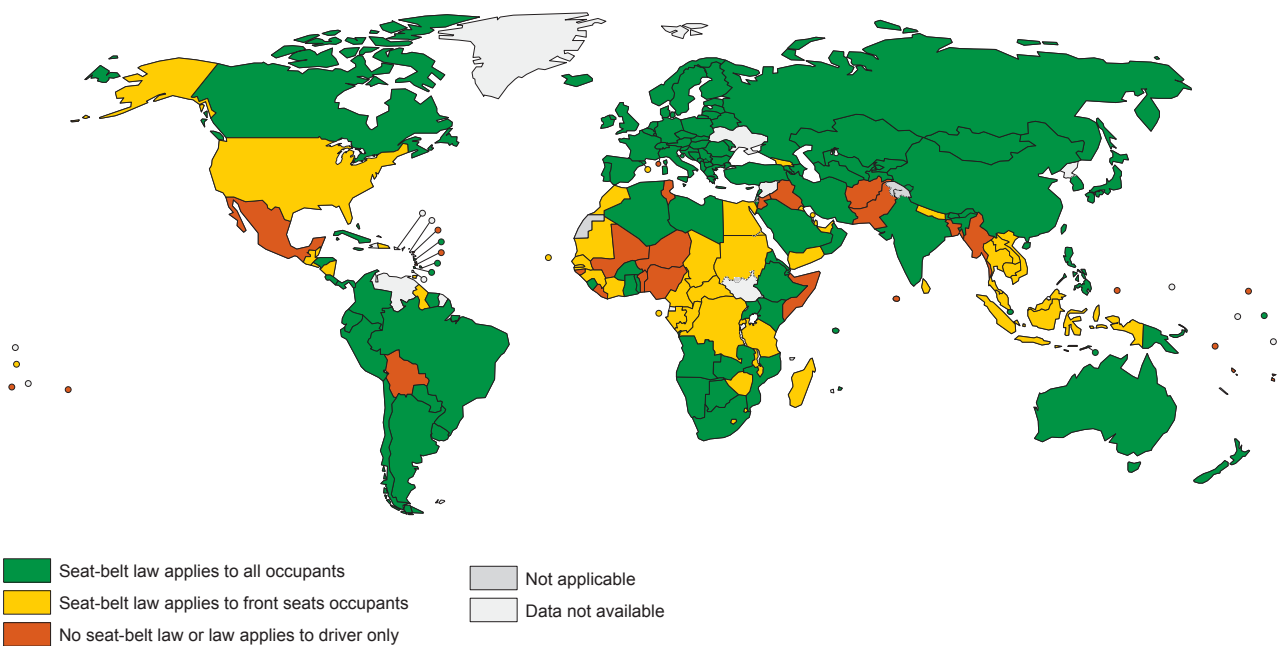 Seat-belt law applies to all occupants
Seat-belt law applies to front seats occupants
No seat-belt law or law applies to driver only
Not applicable
Data not available